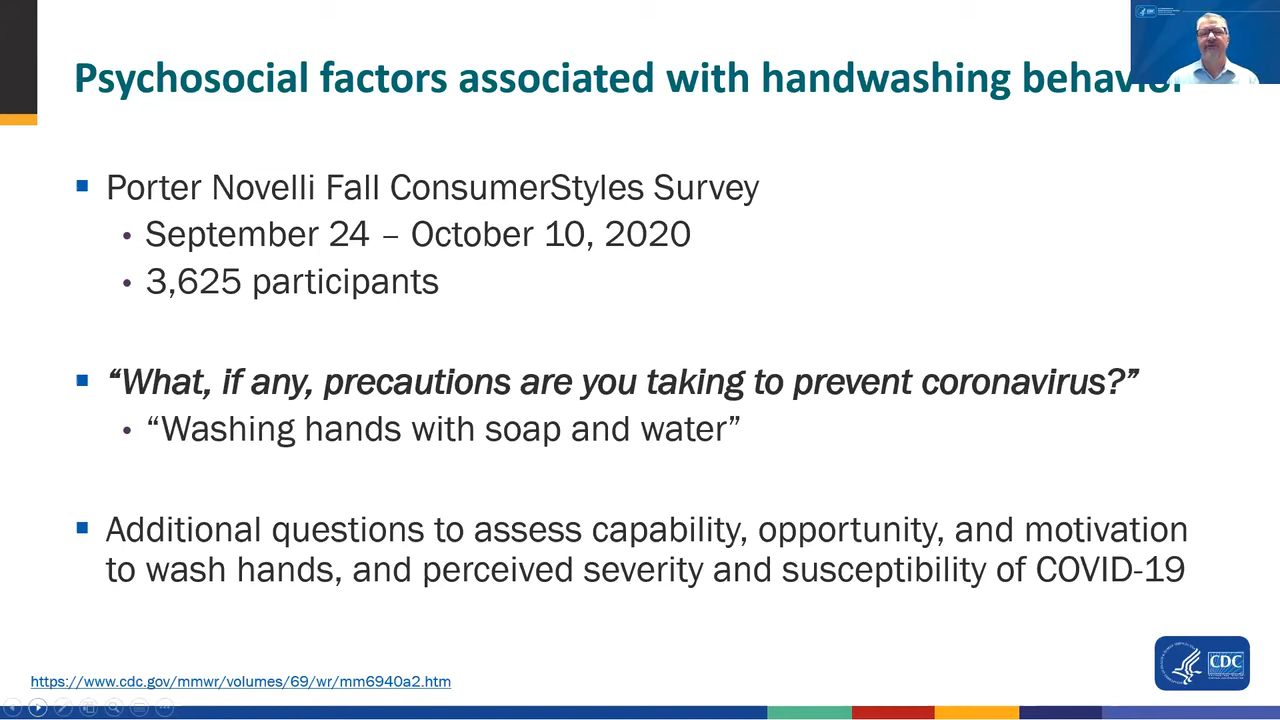 Psychosocial factors associated with handwashing behavior
Porter Novelli Fall ConsumerStyles Survey
September 24 – October 10, 2020
3,625 participants
“What, if any, precautions are you taking to prevent coronavirus?”
“Washing hands with soap and water”
Additional questions to assess capability, opportunity, and motivation
to wash hands, and perceived severity and susceptibility of COVID-19
https://www.cdc.gov/mmwr/volumes/69/wr/mm6940a2.htm
CDC